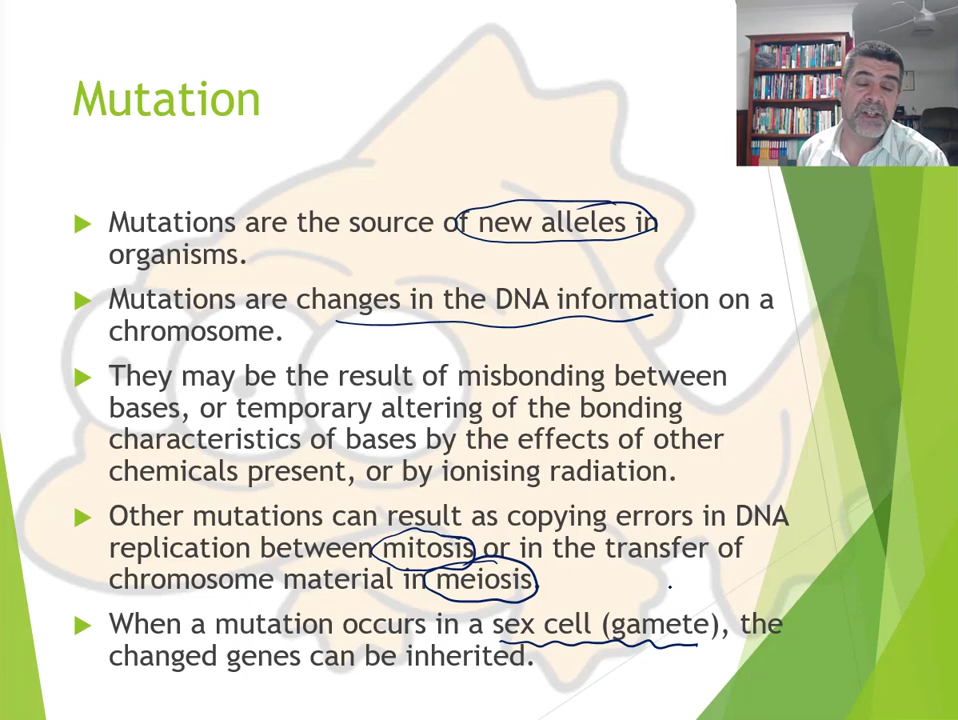 Mutation
Mutations are the source of new alleles in
organisms.
Mutations are changes in the DNA information on a
chromosome.
They may be the result of misbonding between
bases, or temporary altering of the bonding
characteristics of bases by the effects of other
chemicals present, or by ionising radiation.
Other mutations can result as copying errors in DNA
replication between mitosis or in the transfer of
chromosome material in meiosis.
When a mutation occurs in a sex cell (gamete), the
changed genes can be inherited.